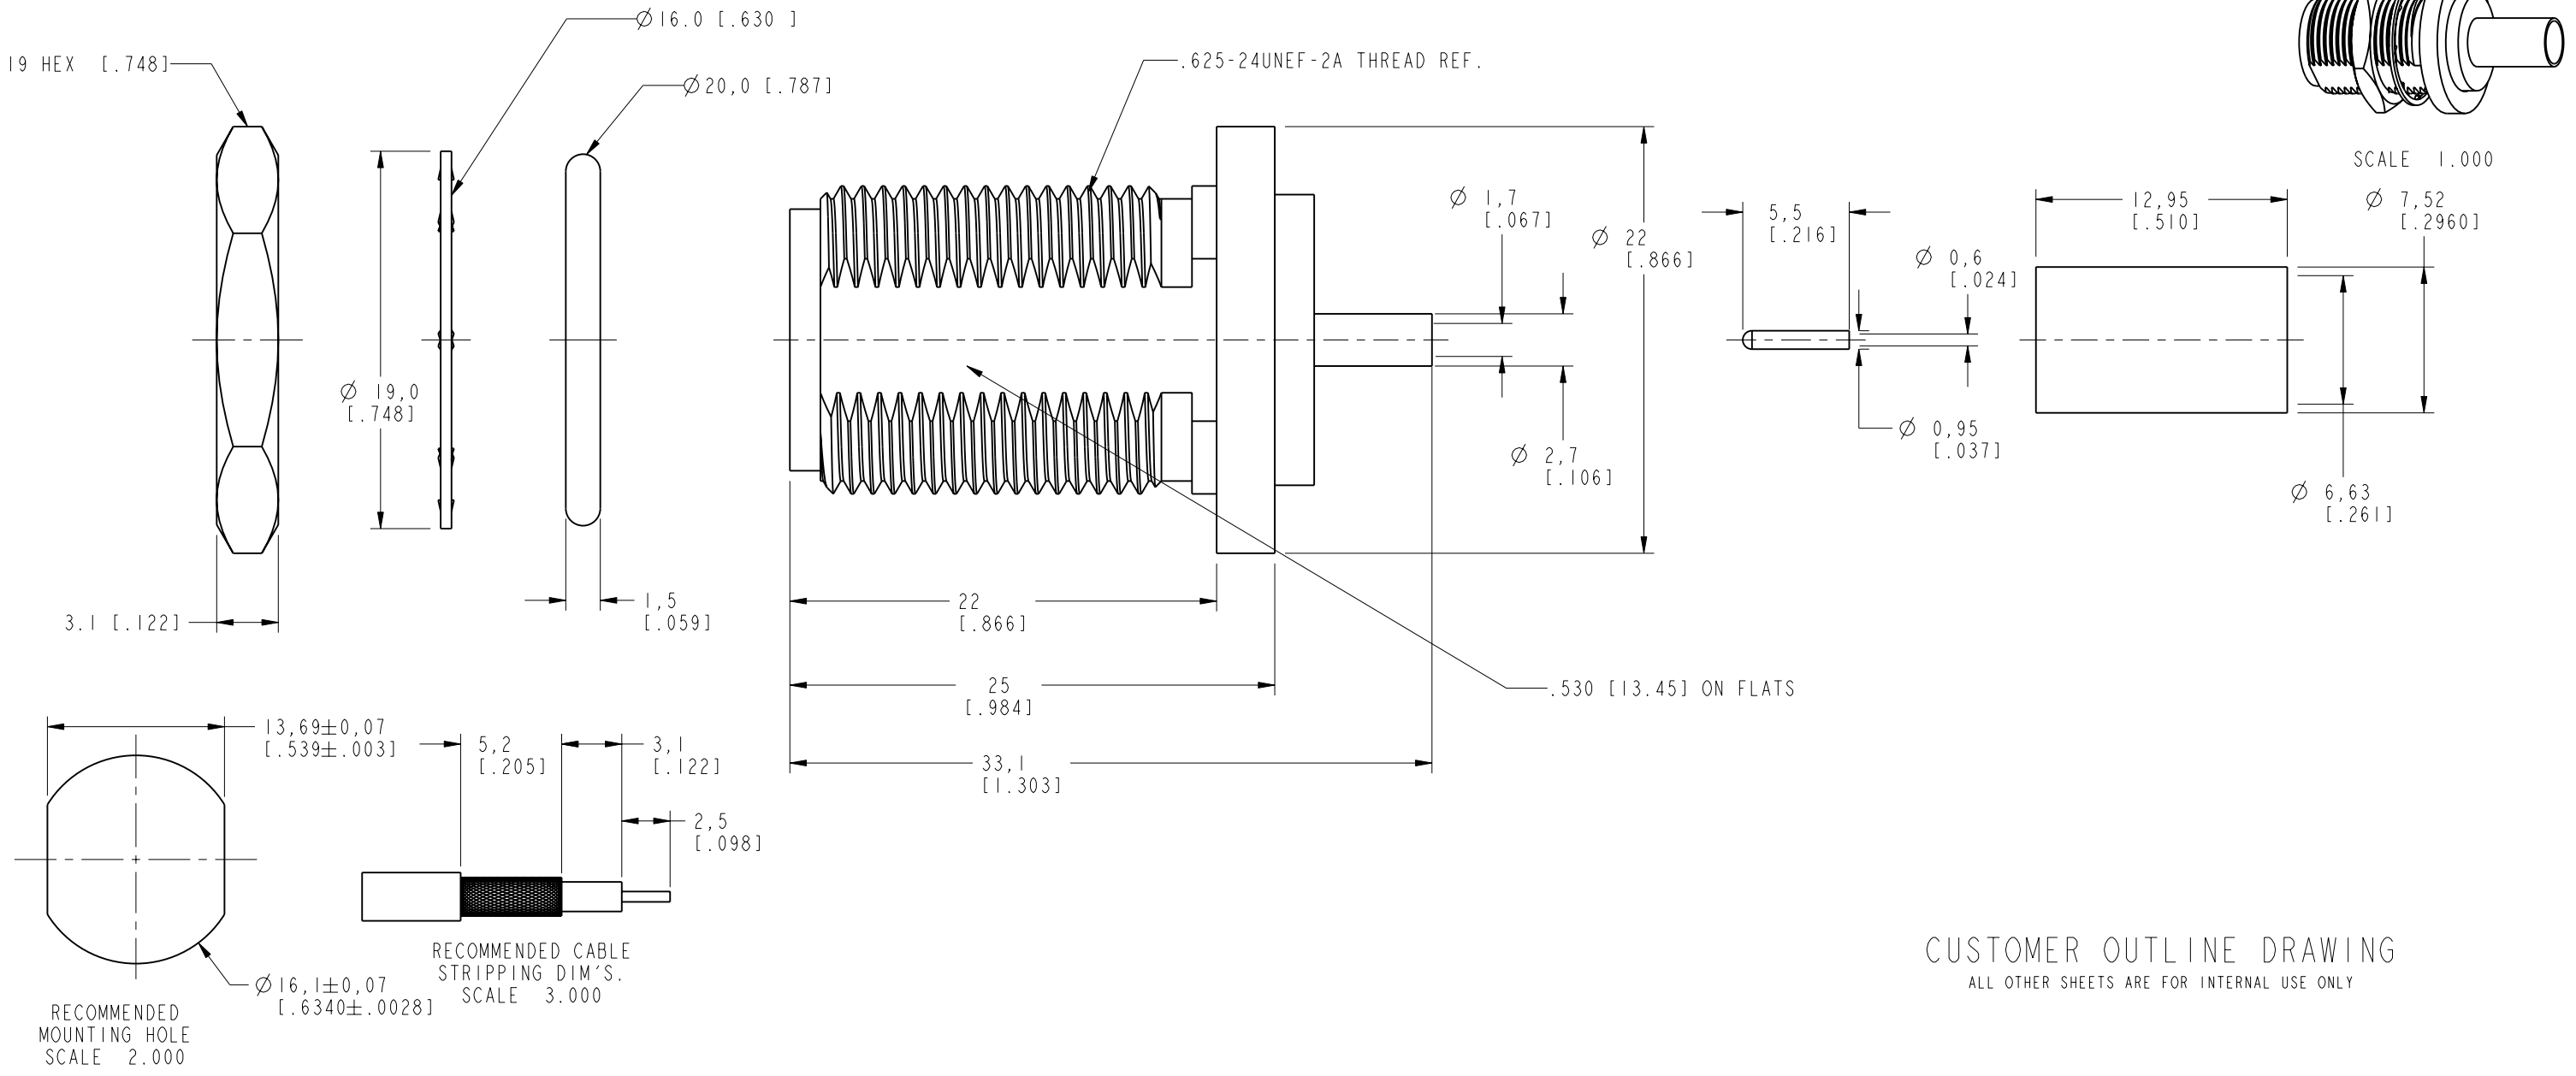 Ø16.0 [.630 ]
19 HEX [.748]
Ø20,0 [.787]
.625-24UNEF-2A THREAD REF.
SCALE 1.000
Ø 1,7
[.067]
Ø 22
[.866]
5,5
[.216]
Ø 0,6
[.024]
12,95
[.510]
Ø 7,52
[.2960]
Ø 19,0
[.748]
Ø 2,7
[.106]
Ø 0,95
[.037]
Ø 6,63
[.261]
3.1 [.122]
1,5
[.059]
22
[.866]
25
[.984]
.530 [13.45] ON FLATS
33,1
[1.303]
13,69±0,07
[.539±.003]
5,2
[.205]
3,1
[.122]
2,5
[.098]
Ø16,1±0,07
[.6340±.0028]
RECOMMENDED
MOUNTING HOLE
SCALE 2.000
RECOMMENDED CABLE
STRIPPING DIM'S.
SCALE 3.000
CUSTOMER OUTLINE DRAWING
ALL OTHER SHEETS ARE FOR INTERNAL USE ONLY